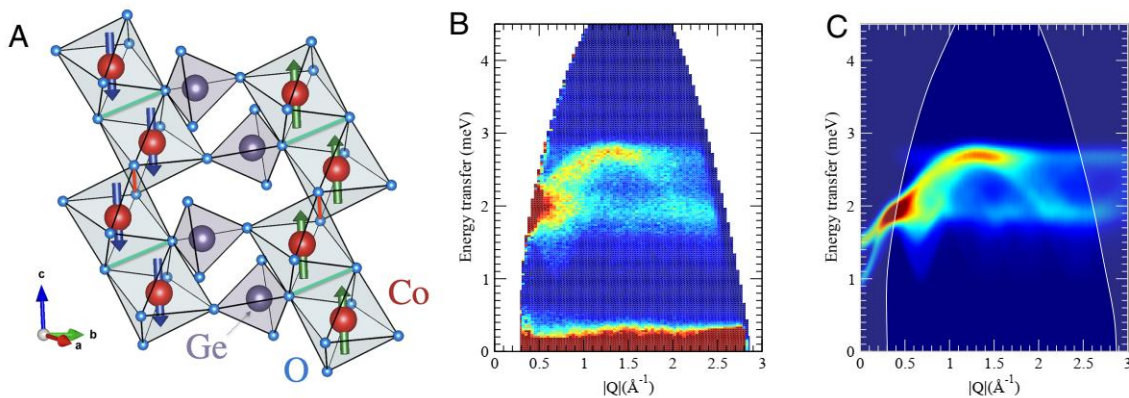 A
c
b
a
Co
Ge
O
B
Energy transfer (meV)
4
3
2
1
0
0 0.5 1 1.5 2 2.5 3
|Q|(Å⁻¹)
C
Energy transfer (meV)
4
3
2
1
0
0 0.5 1 1.5 2 2.5 3
|Q|(Å⁻¹)